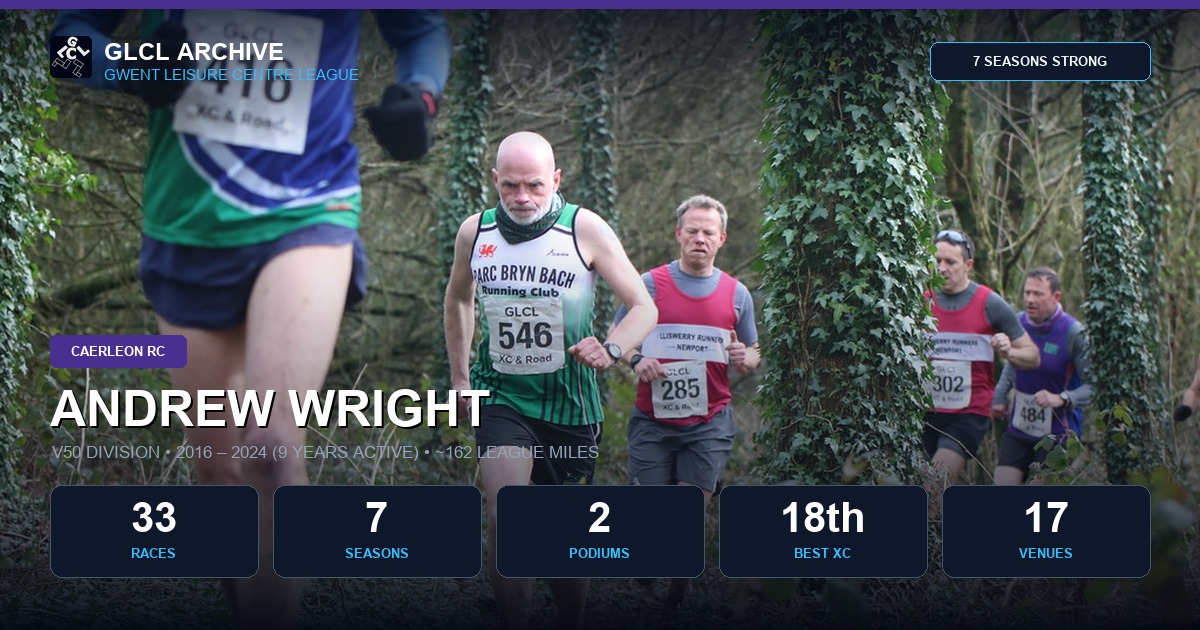 GLCL ARCHIVE
GWENT LEISURE CENTRE LEAGUE
7 SEASONS STRONG
GLCL
416
XC & Road
PARC BRYN BACH
Running Club
GLCL
546
XC & Road
LLISWERRY RUNNERS
NEWPORT
GLCL
285
XC & Road
NEWPORT
302
484
CAERLEON RC
ANDREW WRIGHT
V50 DIVISION • 2016 – 2024 (9 YEARS ACTIVE) • ~162 LEAGUE MILES
33
RACES
7
SEASONS
2
PODIUMS
18th
BEST XC
17
VENUES